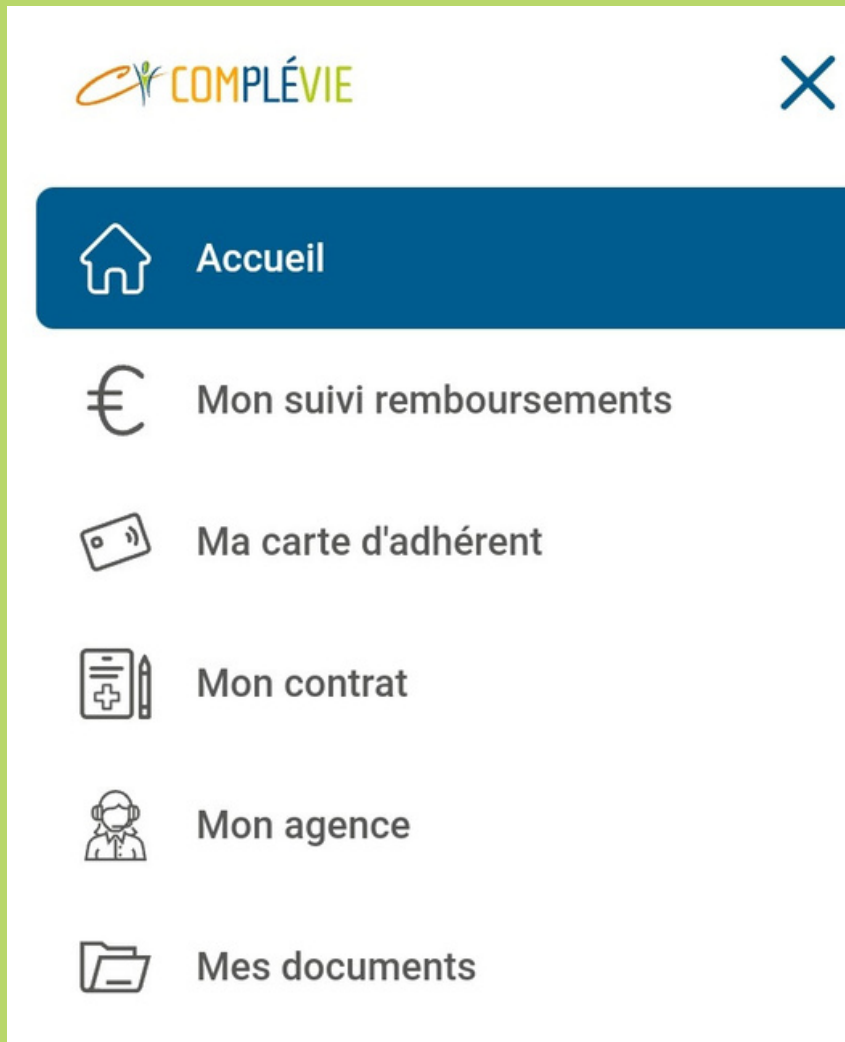 COMPLÉVIE
Accueil
Mon suivi remboursements
Ma carte d'adhérent
Mon contrat
Mon agence
Mes documents